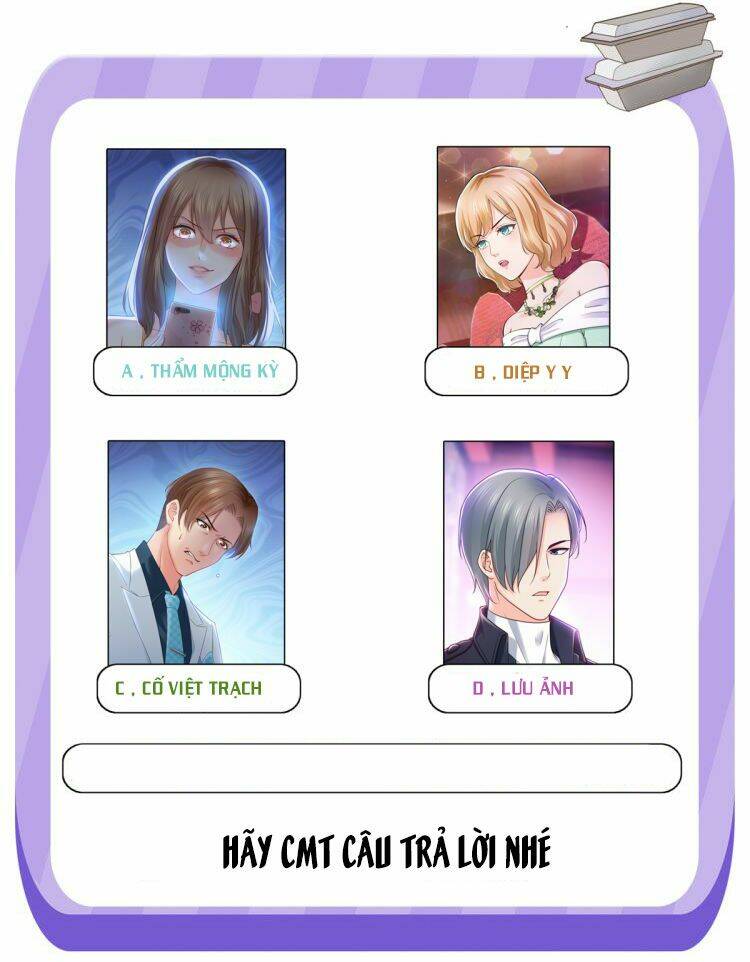 A , THẨM MỘNG KỲ
B , DIỆP Y Y
C , CỐ VIỆT TRẠCH
D , LƯU ẢNH
HÃY CMT CÂU TRẢ LỜI NHÉ